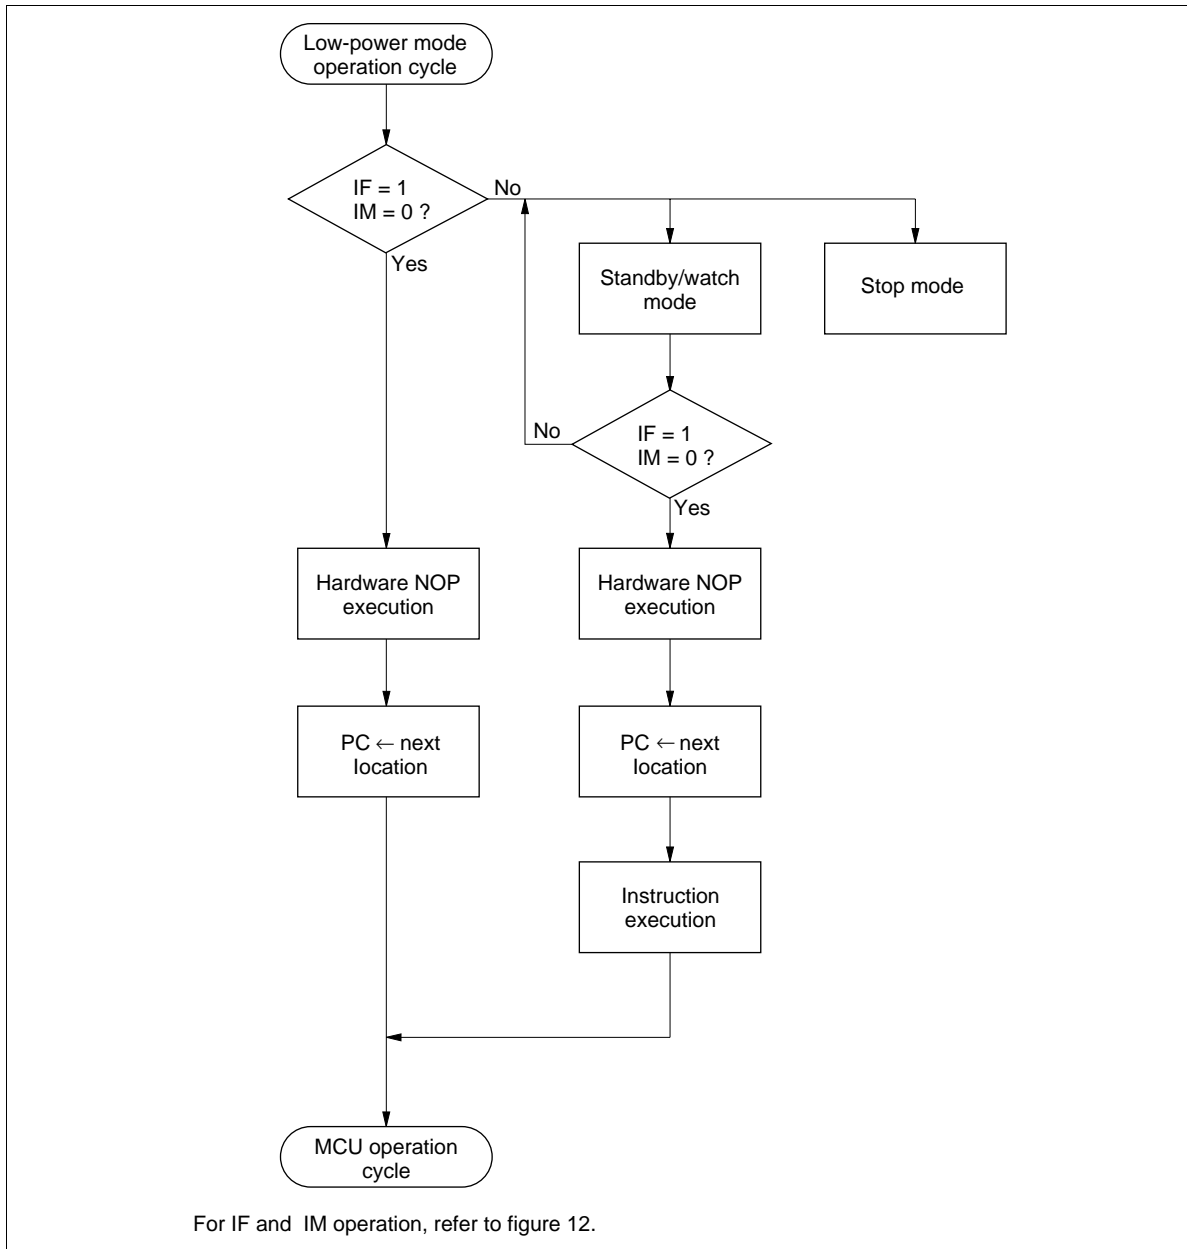 Low-power mode
operation cycle
IF = 1
IM = 0 ?
No
Yes
Standby/watch
mode
Stop mode
No
IF = 1
IM = 0 ?
Yes
Hardware NOP
execution
Hardware NOP
execution
PC ← next
location
PC ← next
location
Instruction
execution
MCU operation
cycle
For IF and IM operation, refer to figure 12.